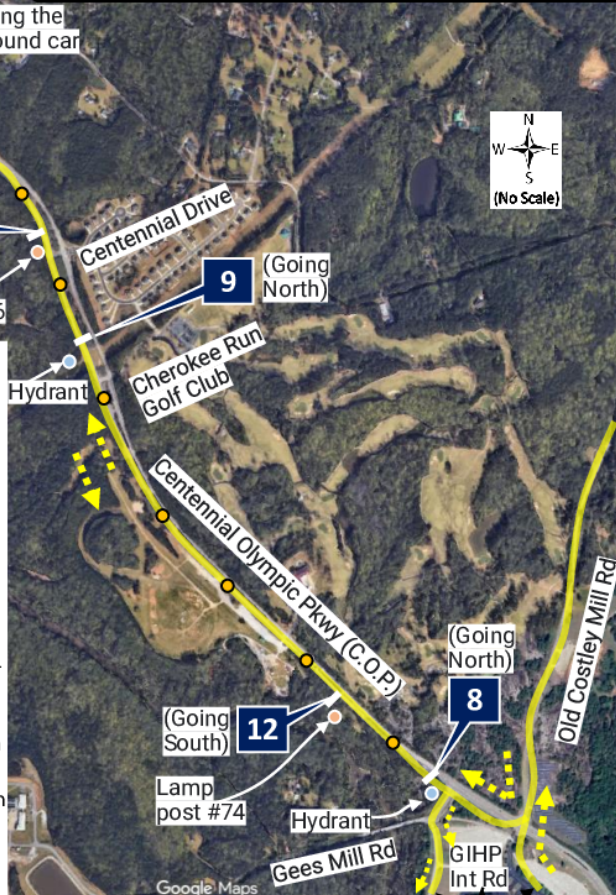 ng the
ound car
N
W E
S
(No Scale)
Centennial Drive
9
(Going
North)
Cherokee Run
Golf Club
Hydrant
Centennial Olympic Pkwy (C.O.P.)
Old Costley Mill Rd
(Going
North)
8
(Going
South)
12
Lamp
post #74
Hydrant
Gees Mill Rd
GIHP
Int Rd
Google Maps